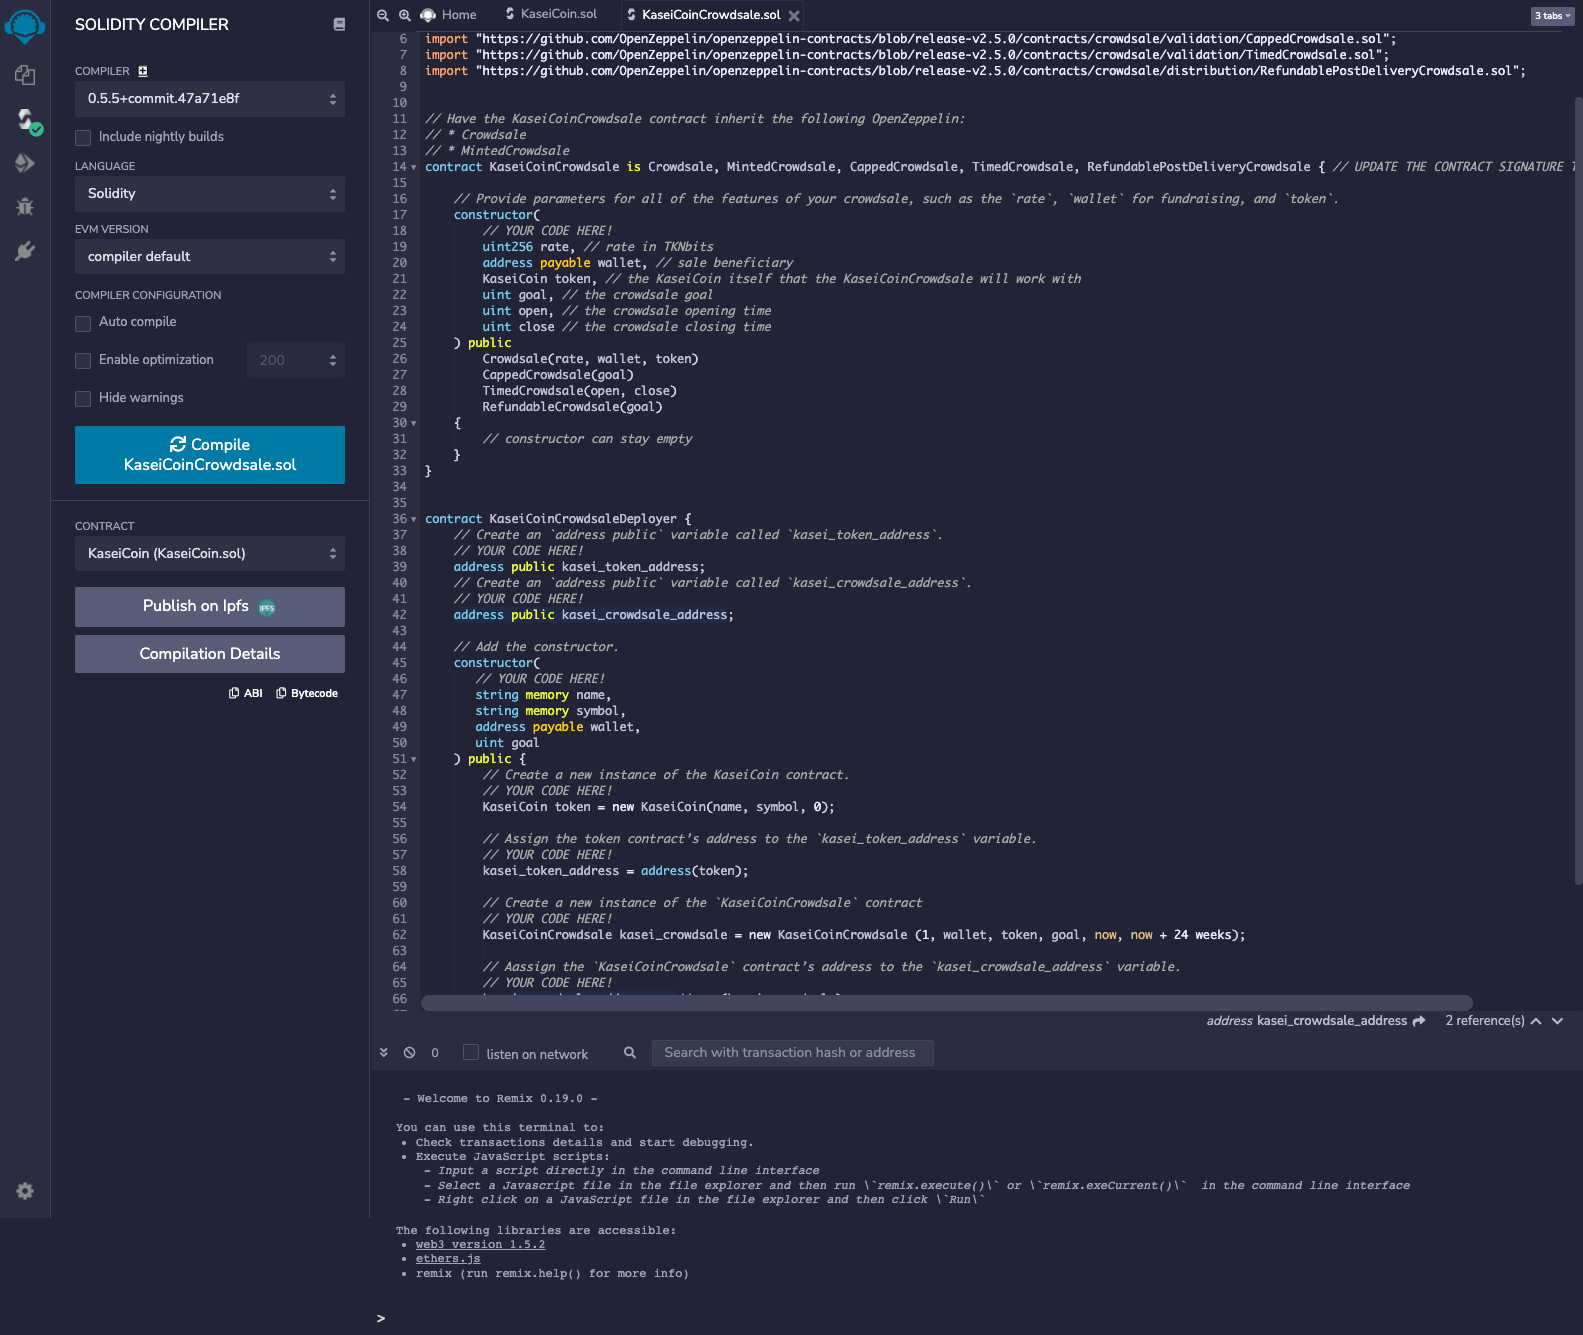 SOLIDITY COMPILER
COMPILER
0.5.5+commit.47a71e8f
Include nightly builds
LANGUAGE
Solidity
EVM VERSION
compiler default
COMPILER CONFIGURATION
Auto compile
Enable optimization
200
Hide warnings
Compile
KaseiCoinCrowdsale.sol
CONTRACT
KaseiCoin (KaseiCoin.sol)
Publish on Ipfs
IPFS
Compilation Details
ABI Bytecode
Home KaseiCoin.sol KaseiCoinCrowdsale.sol 3 tabs
6 import "https://github.com/OpenZeppelin/openzeppelin-contracts/blob/release-v2.5.0/contracts/crowdsale/validation/CappedCrowdsale.sol";
7 import "https://github.com/OpenZeppelin/openzeppelin-contracts/blob/release-v2.5.0/contracts/crowdsale/validation/TimedCrowdsale.sol";
8 import "https://github.com/OpenZeppelin/openzeppelin-contracts/blob/release-v2.5.0/contracts/crowdsale/distribution/RefundablePostDeliveryCrowdsale.sol";
9
10
11 // Have the KaseiCoinCrowdsale contract inherit the following OpenZeppelin:
12 // * Crowdsale
13 // * MintedCrowdsale
14 contract KaseiCoinCrowdsale is Crowdsale, MintedCrowdsale, CappedCrowdsale, TimedCrowdsale, RefundablePostDeliveryCrowdsale { // UPDATE THE CONTRACT SIGNATURE T
15
16 // Provide parameters for all of the features of your crowdsale, such as the `rate`, `wallet` for fundraising, and `token`.
17 constructor(
18 // YOUR CODE HERE!
19 uint256 rate, // rate in TKNbits
20 address payable wallet, // sale beneficiary
21 KaseiCoin token, // the KaseiCoin itself that the KaseiCoinCrowdsale will work with
22 uint goal, // the crowdsale goal
23 uint open, // the crowdsale opening time
24 uint close // the crowdsale closing time
25 ) public
26 Crowdsale(rate, wallet, token)
27 CappedCrowdsale(goal)
28 TimedCrowdsale(open, close)
29 RefundableCrowdsale(goal)
30 {
31 // constructor can stay empty
32 }
33 }
34
35
36 contract KaseiCoinCrowdsaleDeployer {
37 // Create an `address public` variable called `kasei_token_address`.
38 // YOUR CODE HERE!
39 address public kasei_token_address;
40 // Create an `address public` variable called `kasei_crowdsale_address`.
41 // YOUR CODE HERE!
42 address public kasei_crowdsale_address;
43
44 // Add the constructor.
45 constructor(
46 // YOUR CODE HERE!
47 string memory name,
48 string memory symbol,
49 address payable wallet,
50 uint goal
51 ) public {
52 // Create a new instance of the KaseiCoin contract.
53 // YOUR CODE HERE!
54 KaseiCoin token = new KaseiCoin(name, symbol, 0);
55
56 // Assign the token contract’s address to the `kasei_token_address` variable.
57 // YOUR CODE HERE!
58 kasei_token_address = address(token);
59
60 // Create a new instance of the `KaseiCoinCrowdsale` contract
61 // YOUR CODE HERE!
62 KaseiCoinCrowdsale kasei_crowdsale = new KaseiCoinCrowdsale (1, wallet, token, goal, now, now + 24 weeks);
63
64 // Aassign the `KaseiCoinCrowdsale` contract’s address to the `kasei_crowdsale_address` variable.
65 // YOUR CODE HERE!
66
address kasei_crowdsale_address 2 reference(s)
0 listen on network Search with transaction hash or address
- Welcome to Remix 0.19.0 -
You can use this terminal to:
• Check transactions details and start debugging.
• Execute JavaScript scripts:
- Input a script directly in the command line interface
- Select a Javascript file in the file explorer and then run \`remix.execute()\` or \`remix.exeCurrent()\` in the command line interface
- Right click on a JavaScript file in the file explorer and then click \`Run\`
The following libraries are accessible:
• web3 version 1.5.2
• ethers.js
• remix (run remix.help() for more info)
>